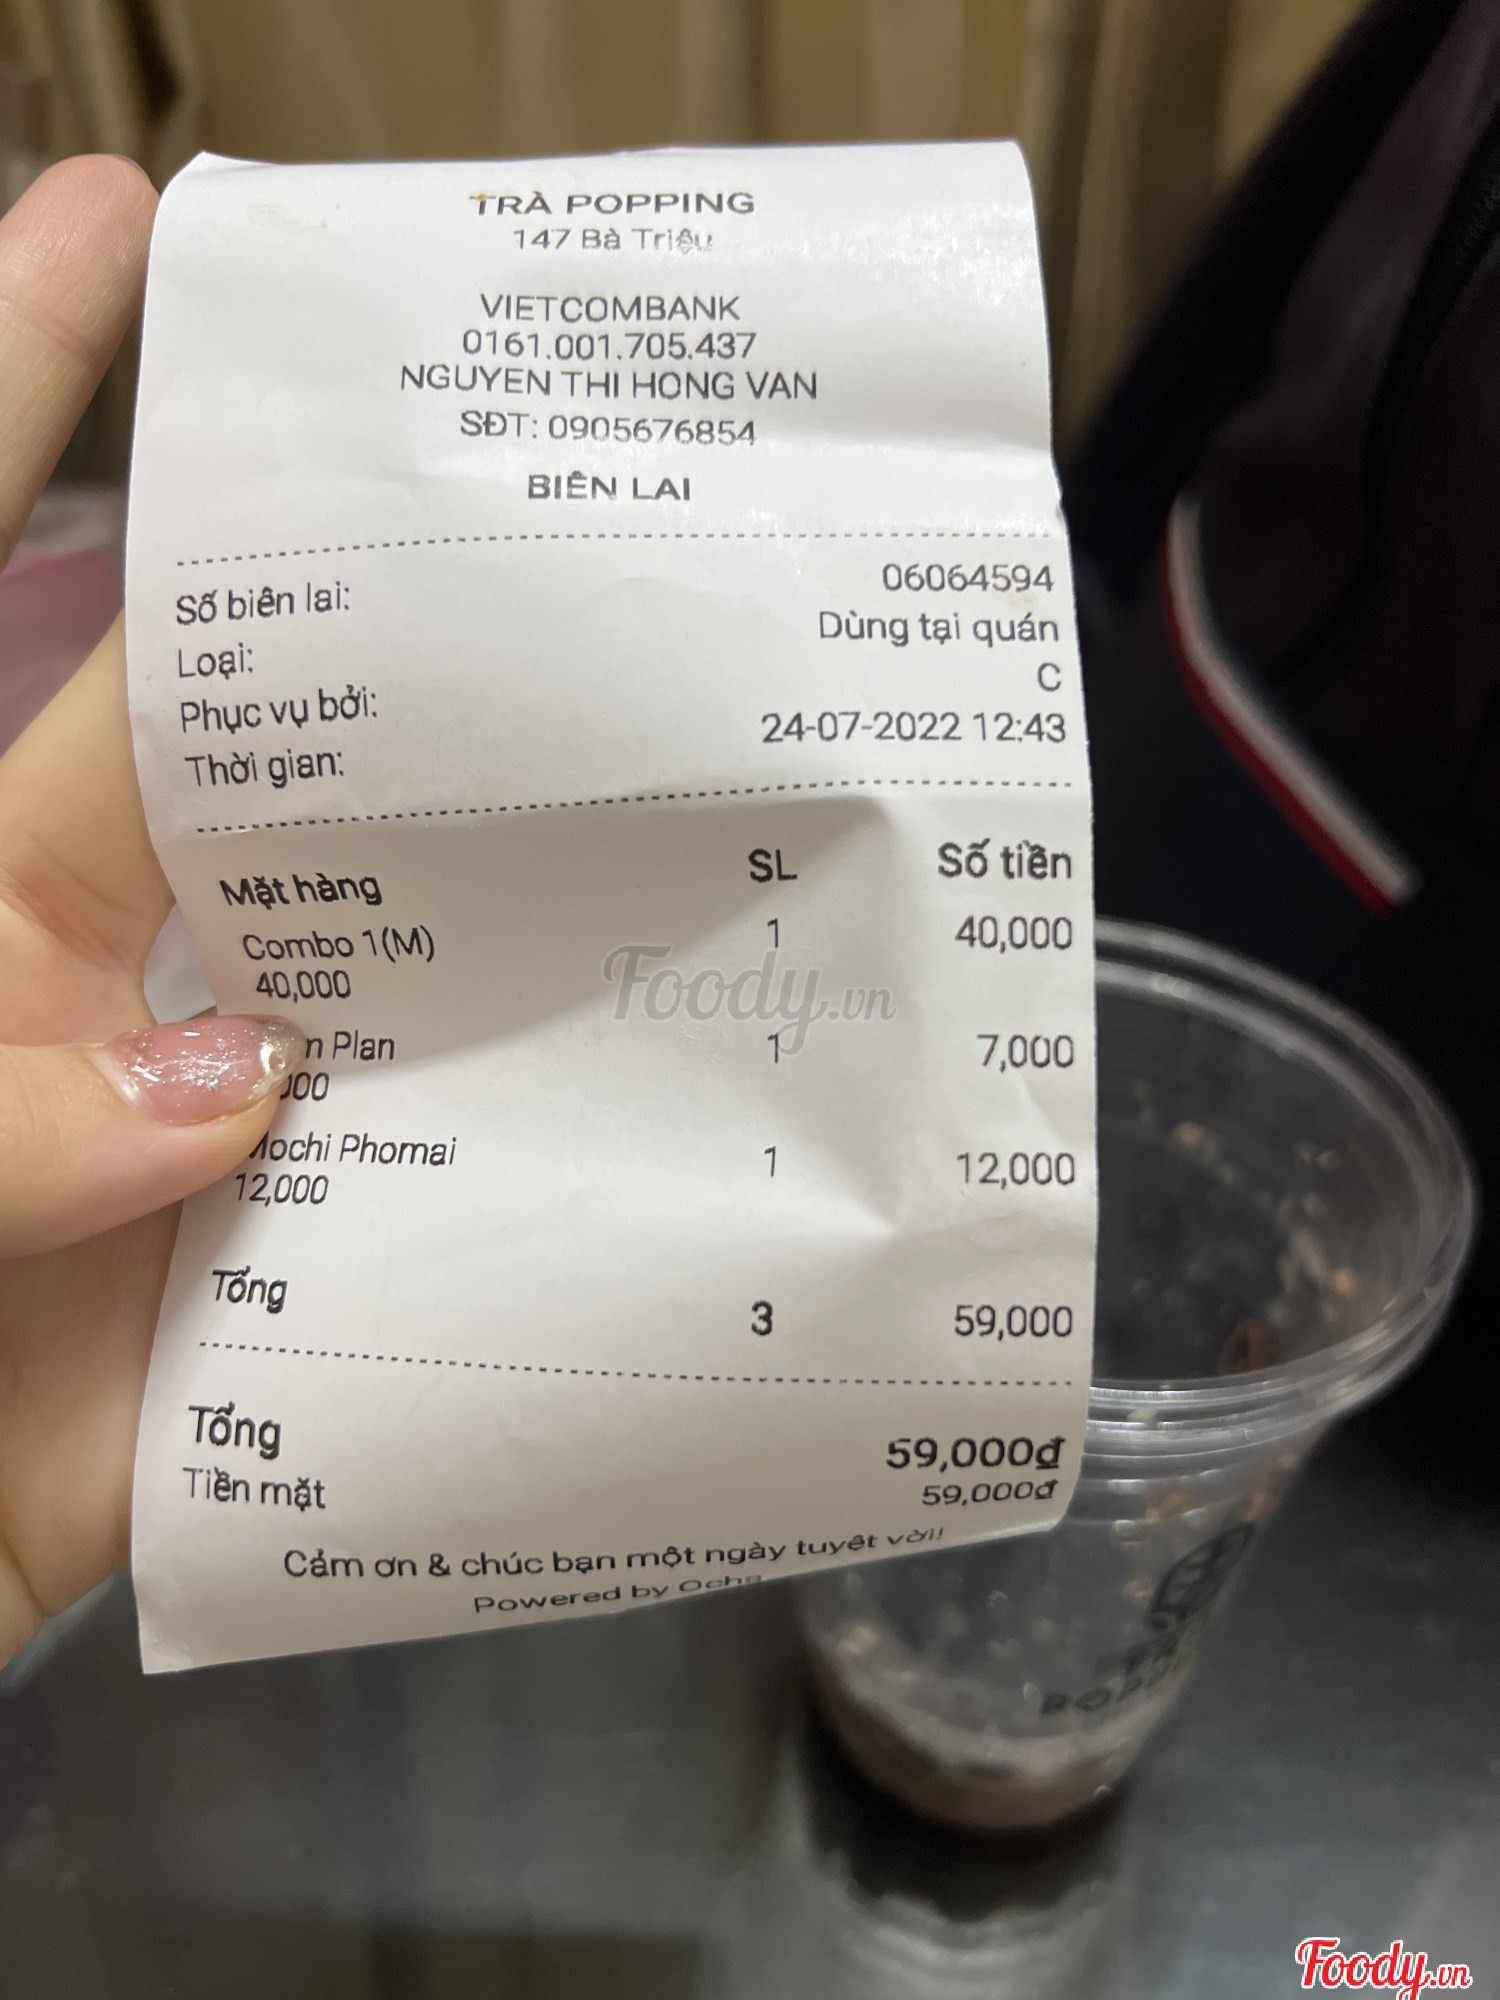 TRÀ POPPING
147 Bà Triệu
VIETCOMBANK
0161.001.705.437
NGUYEN THI HONG VAN
SĐT: 0905676854
BIÊN LAI
Số biên lai: 06064594
Loại: Dùng tại quán
Phục vụ bởi: C
Thời gian: 24-07-2022 12:43
Mặt hàng SL Số tiền
Combo 1(M) 1 40,000
40,000
Plan 1 7,000
Mochi Phomai 1 12,000
12,000
Tổng 3 59,000
Tổng 59,000₫
Tiền mặt 59,000₫
Cảm ơn & chúc bạn một ngày tuyệt vời!
Powered by Ocha
Foody.vn
Foody.vn